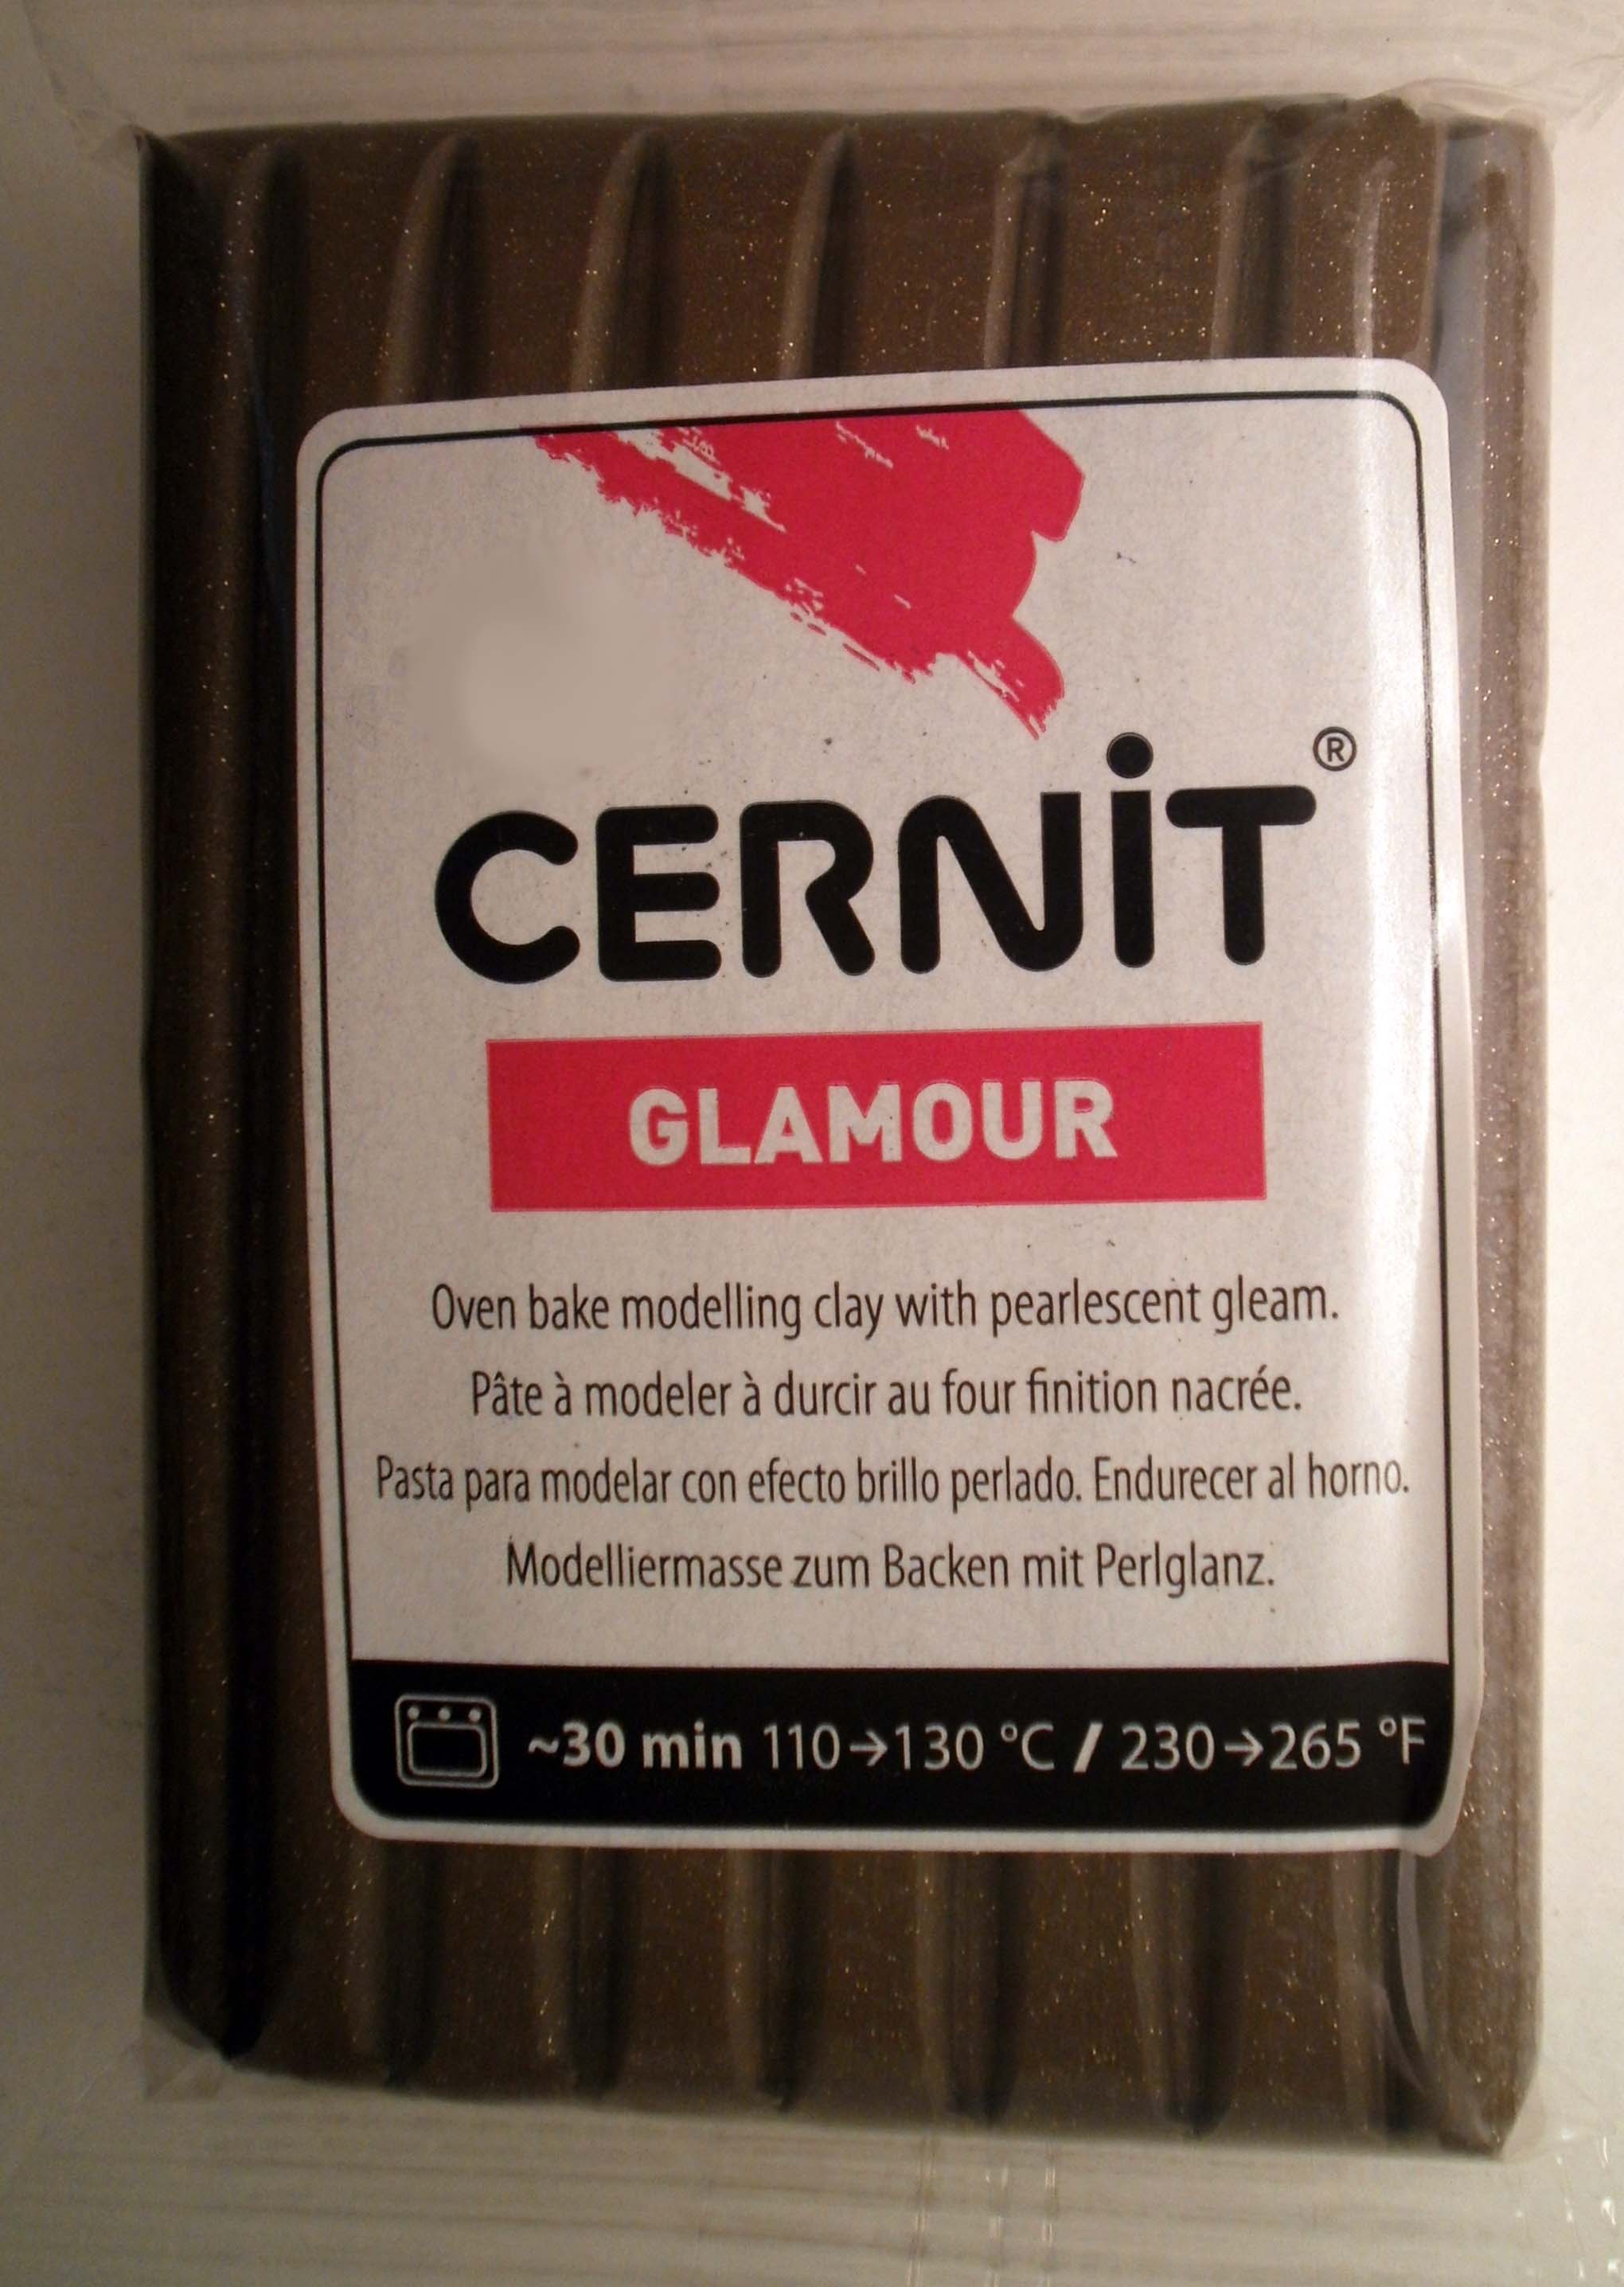 CERNiT®
GLAMOUR
Oven bake modelling clay with pearlescent gleam.
Pâte à modeler à durcir au four finition nacrée.
Pasta para modelar con efecto brillo perlado. Endurecer al horno.
Modelliermasse zum Backen mit Perlglanz.
~30 min 110→130 °C / 230→265 °F